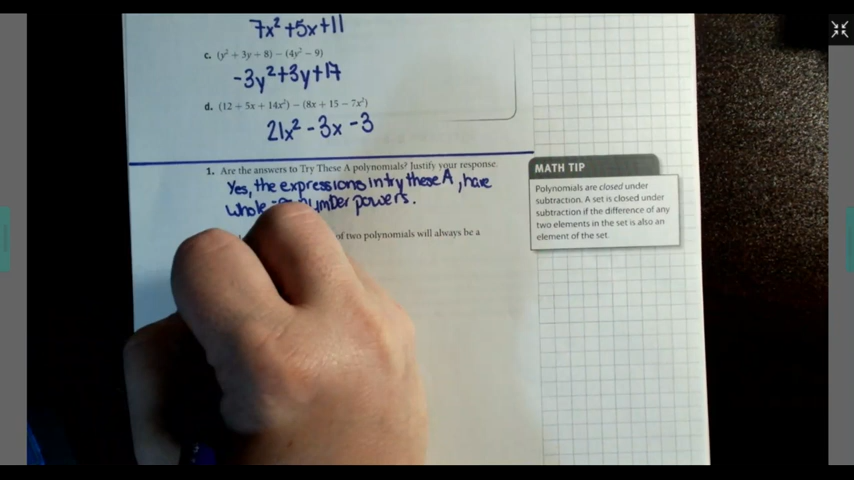 7x² +5x+11
c. (y² + 3y + 8) − (4y² − 9)
-3y²+3y+17
d. (12 + 5x + 14x²) − (8x + 15 − 7x²)
21x² - 3x - 3
1. Are the answers to Try These A polynomials? Justify your response.
Yes, the expressions in try these A, have
whole number powers.
of two polynomials will always be a
MATH TIP
Polynomials are closed under
subtraction. A set is closed under
subtraction if the difference of any
two elements in the set is also an
element of the set.